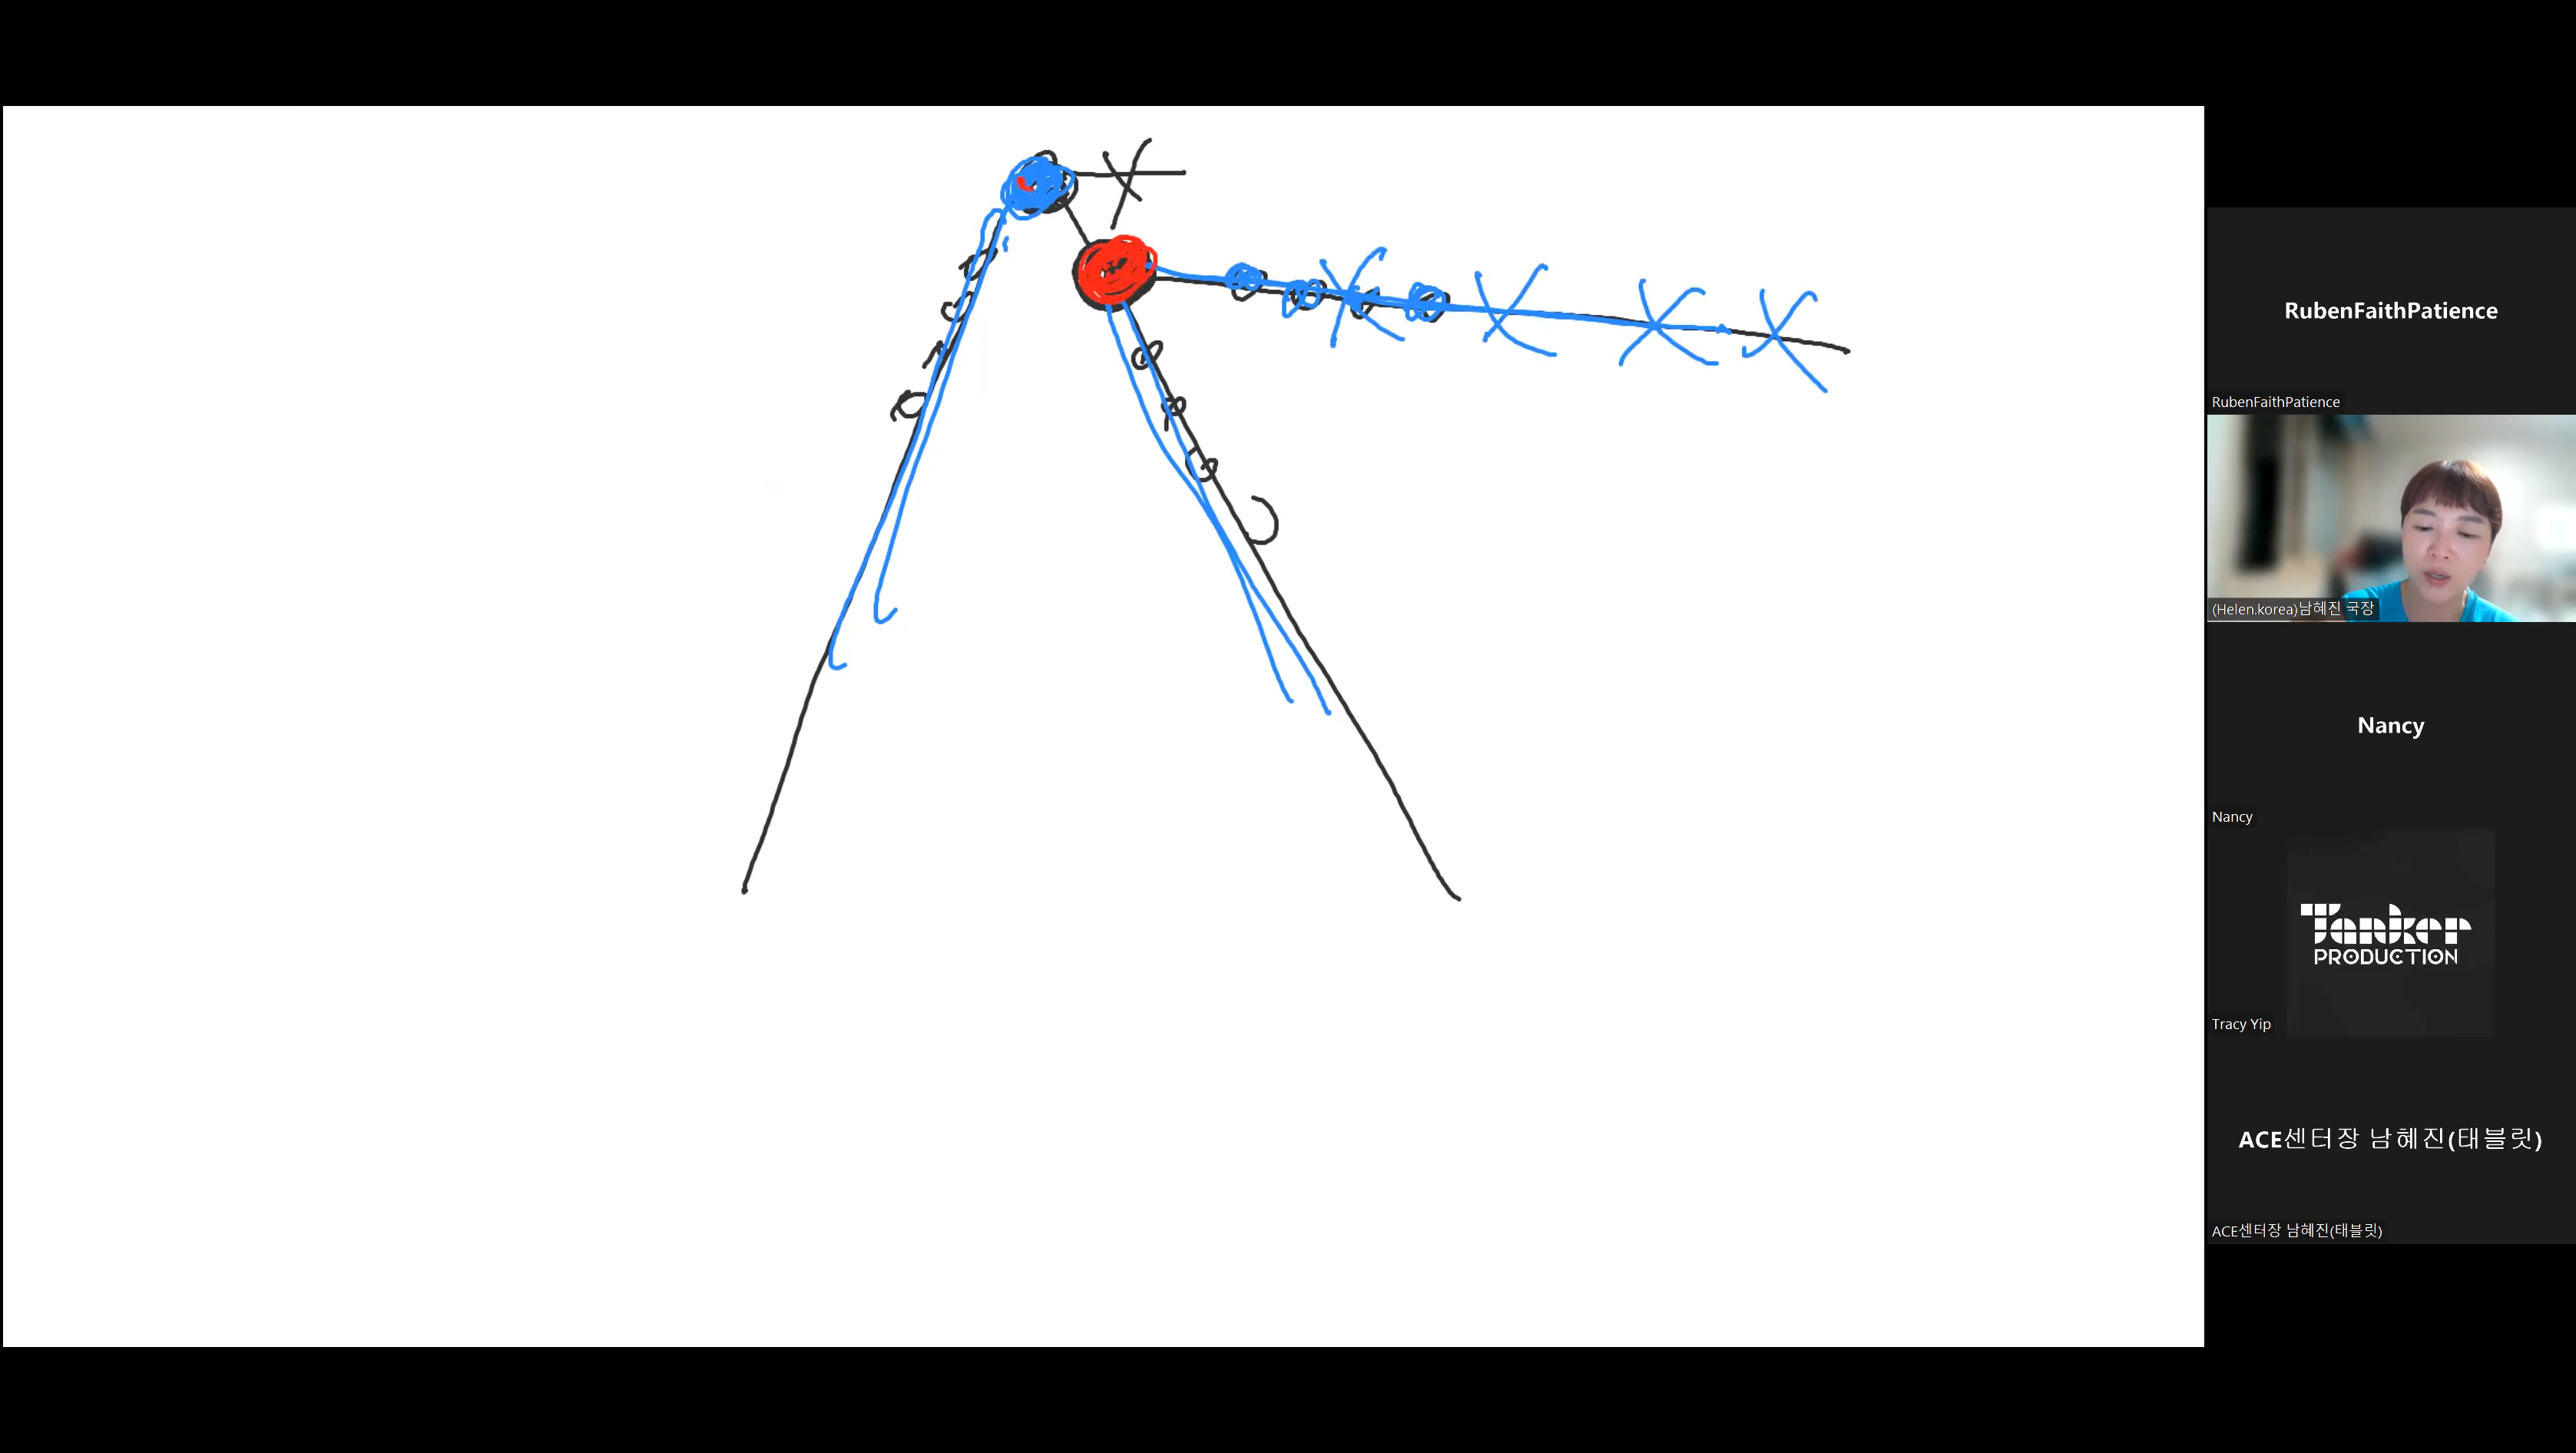 RubenFaithPatience
RubenFaithPatience
(Helen.korea)남혜진 국장
Nancy
Nancy
Tanker
PRODUCTION
Tracy Yip
ACE센터장 남혜진(태블릿)
ACE센터장 남혜진(태블릿)